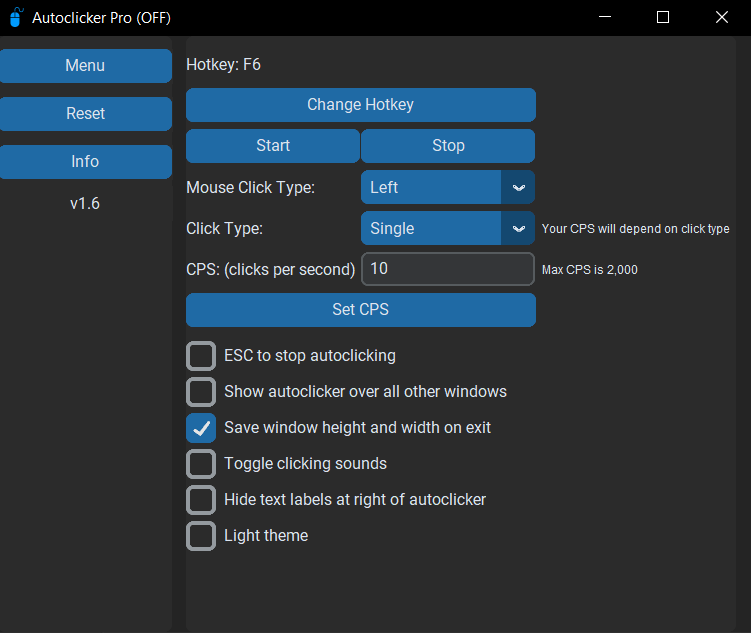 Autoclicker Pro (OFF)
Menu
Reset
Info
v1.6
Hotkey: F6
Change Hotkey
Start Stop
Mouse Click Type: Left
Click Type: Single Your CPS will depend on click type
CPS: (clicks per second) 10 Max CPS is 2,000
Set CPS
ESC to stop autoclicking
Show autoclicker over all other windows
Save window height and width on exit
Toggle clicking sounds
Hide text labels at right of autoclicker
Light theme